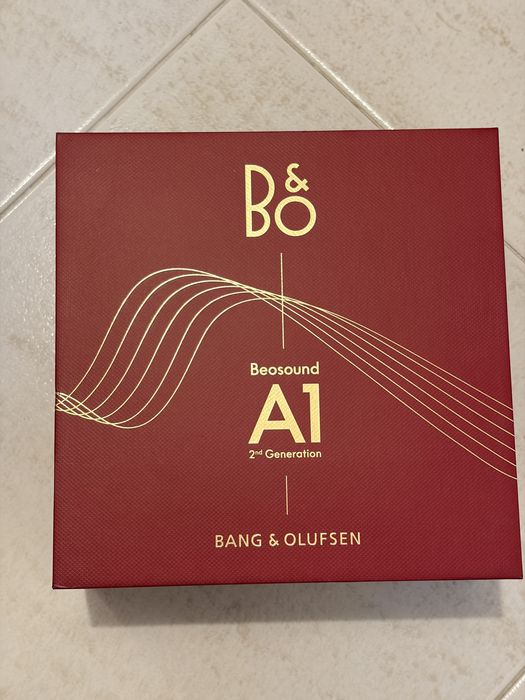 B&O
Beosound
A1
2nd Generation
BANG & OLUFSEN